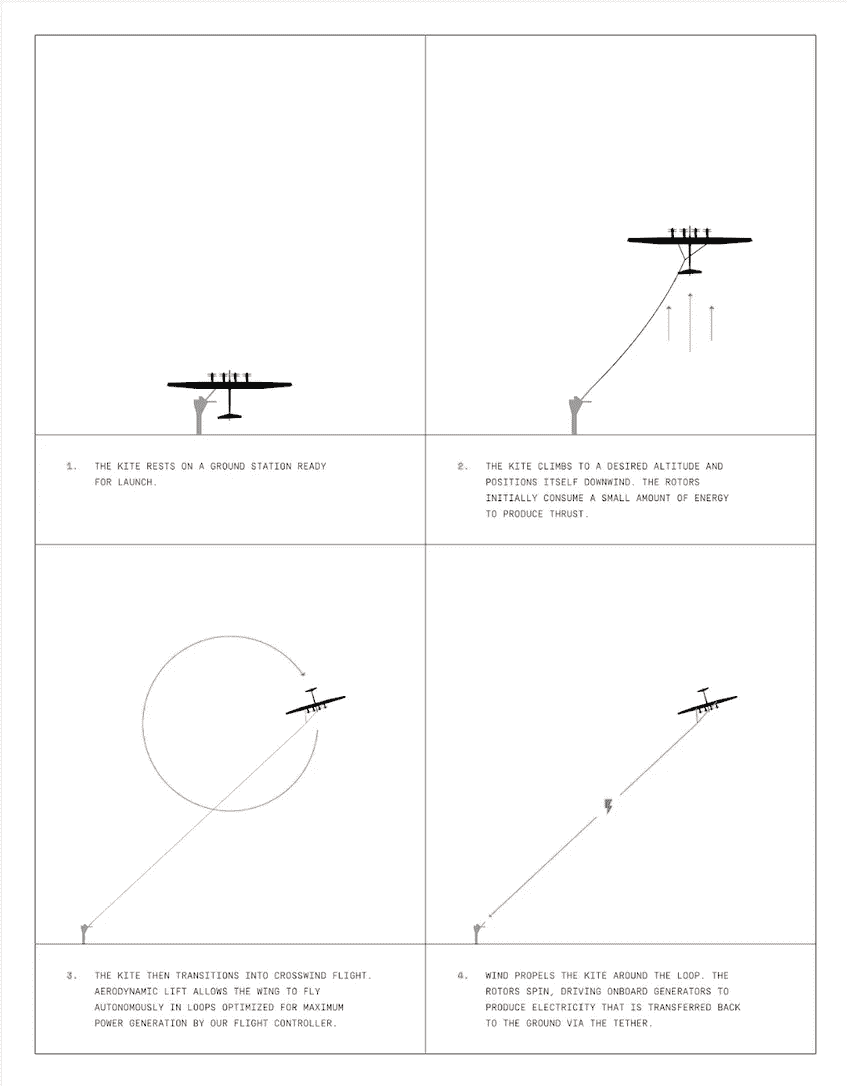 1. THE KITE RESTS ON A GROUND STATION READY
FOR LAUNCH.
2. THE KITE CLIMBS TO A DESIRED ALTITUDE AND
POSITIONS ITSELF DOWNWIND. THE ROTORS
INITIALLY CONSUME A SMALL AMOUNT OF ENERGY
TO PRODUCE THRUST.
3. THE KITE THEN TRANSITIONS INTO CROSSWIND FLIGHT.
AERODYNAMIC LIFT ALLOWS THE WING TO FLY
AUTONOMOUSLY IN LOOPS OPTIMIZED FOR MAXIMUM
POWER GENERATION BY OUR FLIGHT CONTROLLER.
4. WIND PROPELS THE KITE AROUND THE LOOP. THE
ROTORS SPIN, DRIVING ONBOARD GENERATORS TO
PRODUCE ELECTRICITY THAT IS TRANSFERRED BACK
TO THE GROUND VIA THE TETHER.